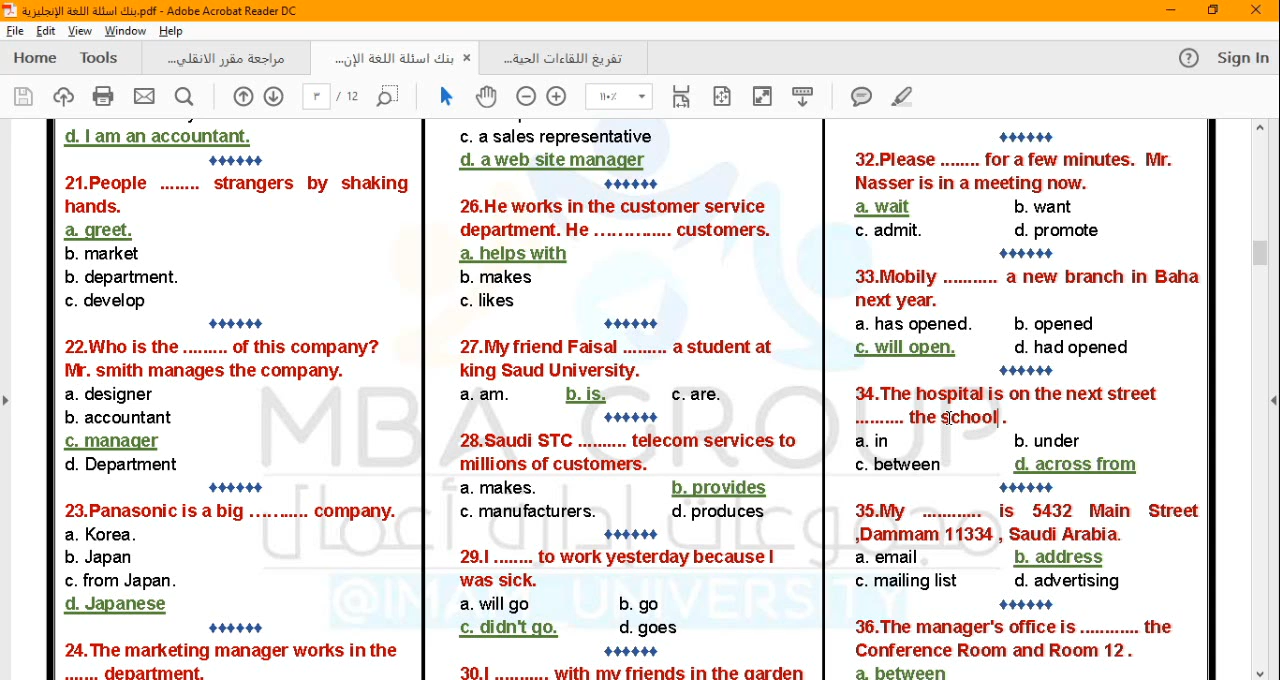 بنك اسئلة اللغة الإنجليزية.pdf - Adobe Acrobat Reader DC
File Edit View Window Help
Home Tools
مراجعة مقرر الانقلي...
بنك اسئلة اللغة الإن...
تفريغ اللقاءات الحية...
Sign In
٣ / 12
١١٠٪
d. I am an accountant.
21.People ........ strangers by shaking
hands.
a. greet.
b. market
b. department.
c. develop
22.Who is the ......... of this company?
Mr. smith manages the company.
a. designer
b. accountant
c. manager
d. Department
23.Panasonic is a big ……..... company.
a. Korea.
b. Japan
c. from Japan.
d. Japanese
24.The marketing manager works in the
....... department.
c. a sales representative
d. a web site manager
26.He works in the customer service
department. He ………..... customers.
a. helps with
b. makes
c. likes
27.My friend Faisal ......... a student at
king Saud University.
a. am. b. is. c. are.
28.Saudi STC .......... telecom services to
millions of customers.
a. makes. b. provides
c. manufacturers. d. produces
29.I ........ to work yesterday because I
was sick.
a. will go b. go
c. didn't go. d. goes
30.I ........... with my friends in the garden
32.Please ........ for a few minutes. Mr.
Nasser is in a meeting now.
a. wait b. want
c. admit. d. promote
33.Mobily ........... a new branch in Baha
next year.
a. has opened. b. opened
c. will open. d. had opened
34.The hospital is on the next street
.......... the school .
a. in b. under
c. between d. across from
35.My ............ is 5432 Main Street
,Dammam 11334 , Saudi Arabia.
a. email b. address
c. mailing list d. advertising
36.The manager's office is ............ the
Conference Room and Room 12 .
a. between
MBA GROUP
مجموعات إدارة أعمال